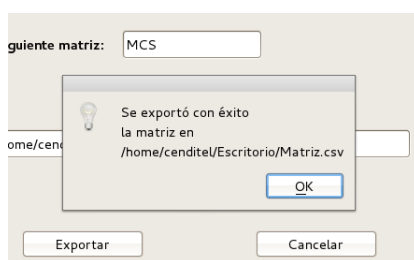 guiente matriz: MCS
Se exportó con éxito
la matriz en
/home/cenditel/Escritorio/Matriz.csv
ome/cend
OK
Exportar Cancelar